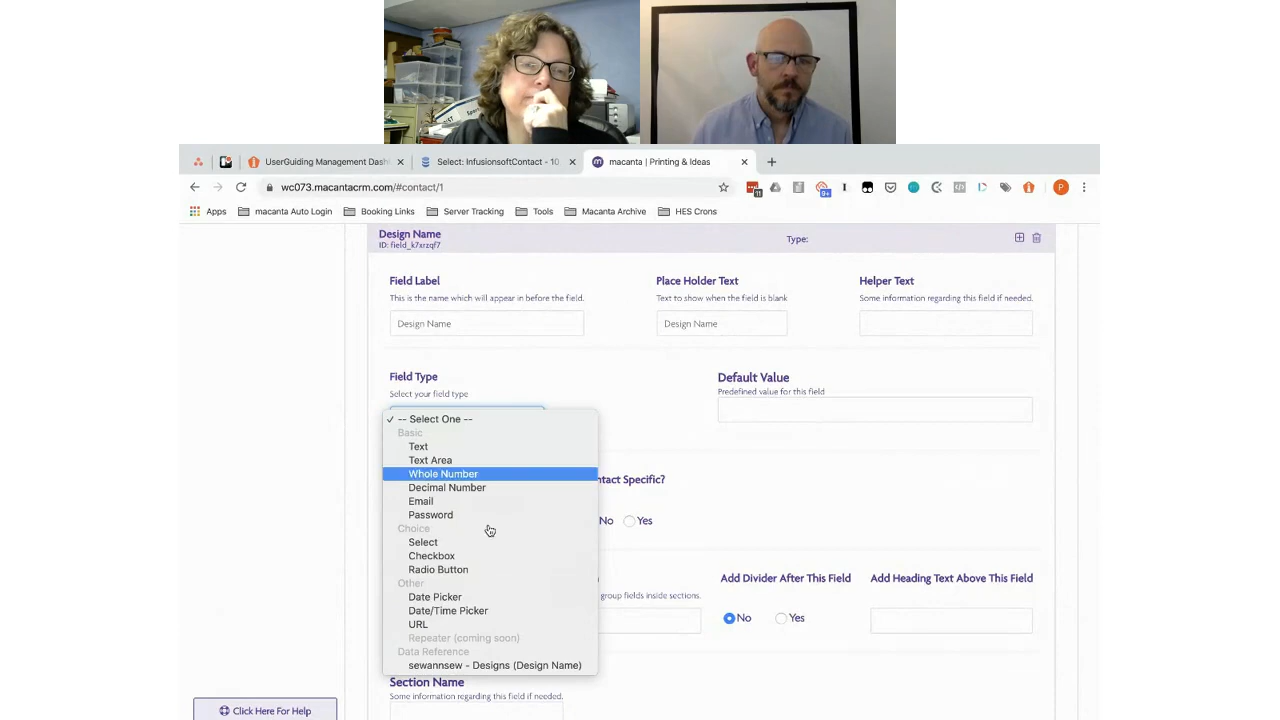 UserGuiding Management Dash
Select: InfusionsoftContact - 10
macanta | Printing & Ideas
wc073.macantacrm.com/#contact/1
11
9+
P
Apps
macanta Auto Login
Booking Links
Server Tracking
Tools
Macanta Archive
HES Crons
Design Name
ID: field_k7xrzqf7
Type:
Field Label
Place Holder Text
Helper Text
This is the name which will appear in before the field.
Text to show when the field is blank
Some information regarding this field if needed.
Design Name
Design Name
Field Type
Default Value
Select your field type
Predefined value for this field
✓ -- Select One --
Basic
Text
Text Area
Whole Number
Decimal Number
Email
Password
Choice
Select
Checkbox
Radio Button
Other
Date Picker
Date/Time Picker
URL
Repeater (coming soon)
Data Reference
sewannsew - Designs (Design Name)
ntact Specific?
No
Yes
group fields inside sections.
Add Divider After This Field
Add Heading Text Above This Field
No
Yes
Section Name
Some information regarding this field if needed.
Click Here For Help